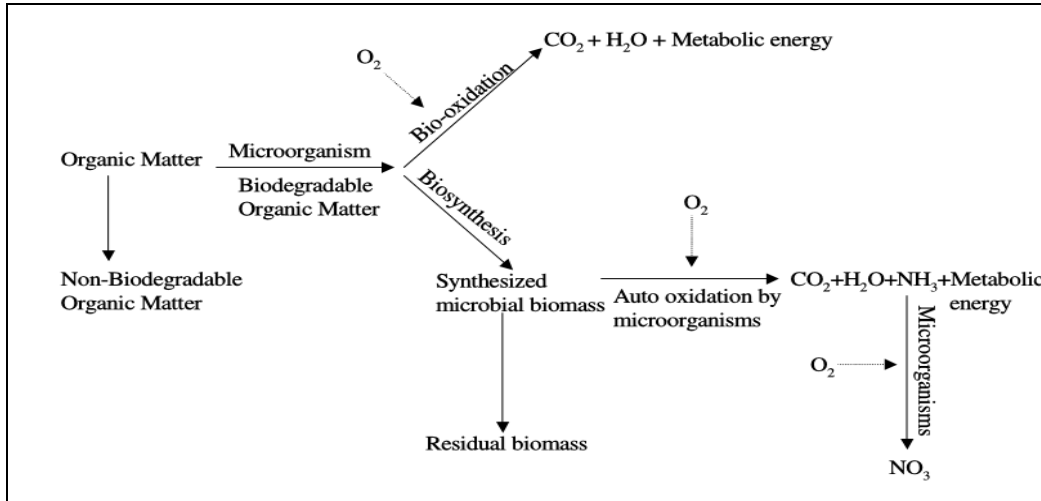 CO₂ + H₂O + Metabolic energy
O₂
Bio-oxidation
Organic Matter
Microorganism
Biodegradable
Organic Matter
Biosynthesis
O₂
Non-Biodegradable
Organic Matter
Synthesized
microbial biomass
Auto oxidation by
microorganisms
CO₂+H₂O+NH₃+Metabolic
energy
Microorganisms
O₂
Residual biomass
NO₃